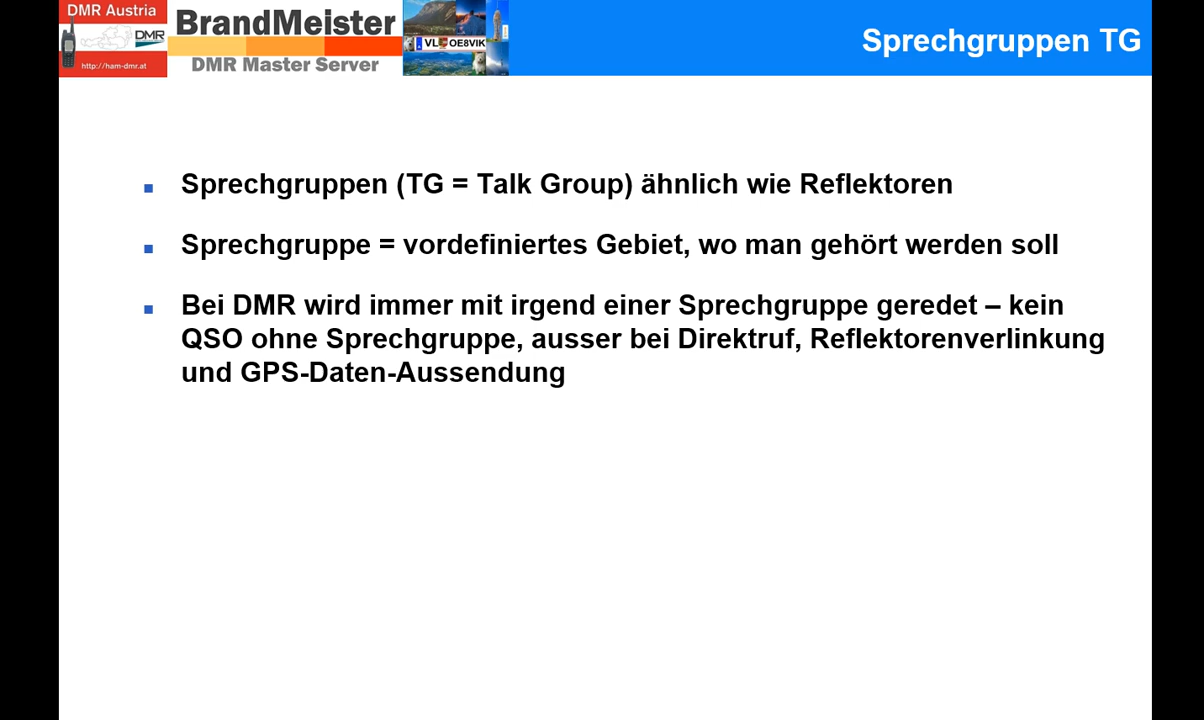 DMR Austria
DMR
http://ham-dmr.at
BrandMeister
DMR Master Server
VL OE8VIK
Sprechgruppen TG
Sprechgruppen (TG = Talk Group) ähnlich wie Reflektoren
Sprechgruppe = vordefiniertes Gebiet, wo man gehört werden soll
Bei DMR wird immer mit irgend einer Sprechgruppe geredet – kein
QSO ohne Sprechgruppe, ausser bei Direktruf, Reflektorenverlinkung
und GPS-Daten-Aussendung